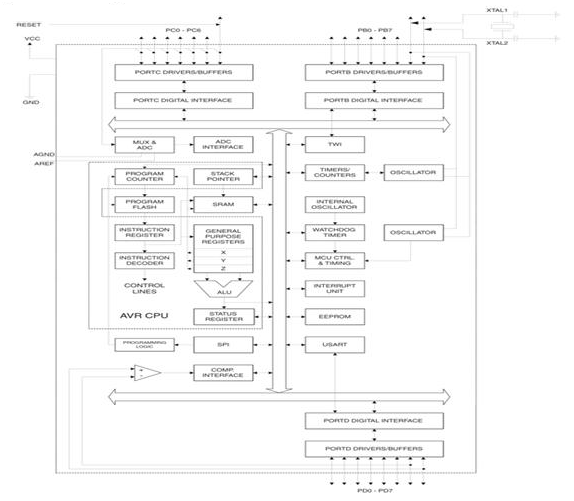 RESET
VCC
GND
PC0 - PC6
PB0 - PB7
XTAL1
XTAL2
PORTC DRIVERS/BUFFERS
PORTB DRIVERS/BUFFERS
PORTC DIGITAL INTERFACE
PORTB DIGITAL INTERFACE
AGND
AREF
MUX &
ADC
ADC
INTERFACE
TWI
PROGRAM
COUNTER
STACK
POINTER
TIMERS/
COUNTERS
OSCILLATOR
PROGRAM
FLASH
SRAM
INTERNAL
OSCILLATOR
INSTRUCTION
REGISTER
GENERAL
PURPOSE
REGISTERS
WATCHDOG
TIMER
OSCILLATOR
INSTRUCTION
DECODER
X
Y
Z
MCU CTRL.
& TIMING
CONTROL
LINES
ALU
INTERRUPT
UNIT
AVR CPU
STATUS
REGISTER
EEPROM
PROGRAMMING
LOGIC
SPI
USART
+
-
COMP.
INTERFACE
PORTD DIGITAL INTERFACE
PORTD DRIVERS/BUFFERS
PD0 - PD7